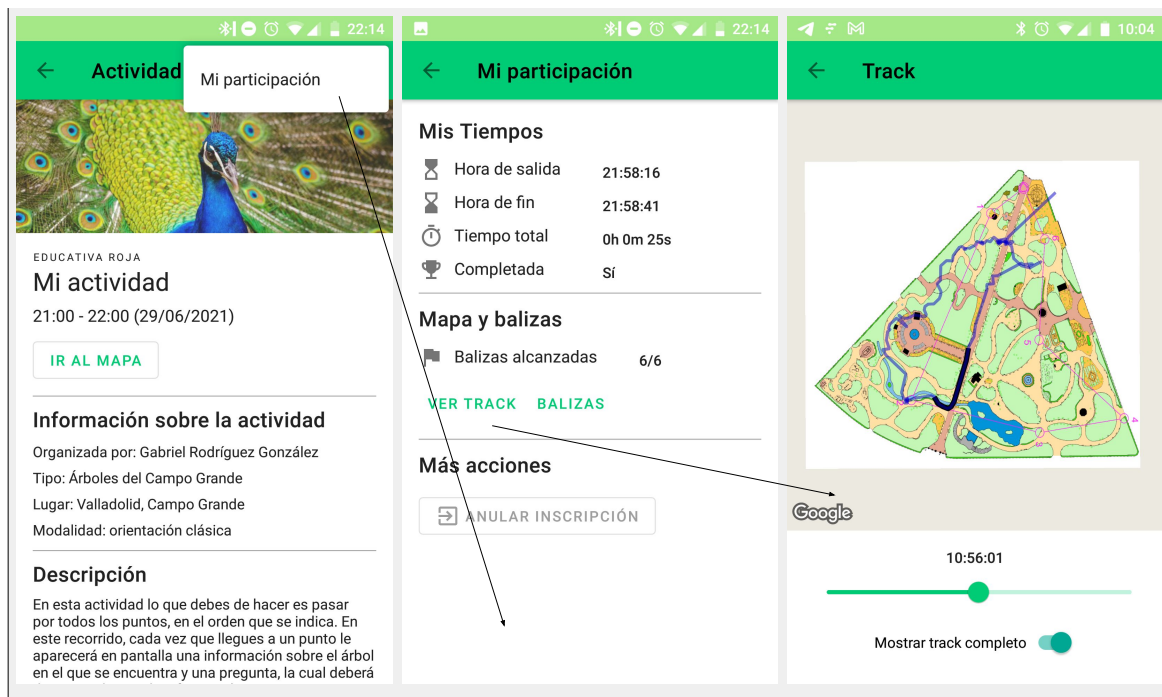 22:14
Actividad
Mi participación
EDUCATIVA ROJA
Mi actividad
21:00 - 22:00 (29/06/2021)
IR AL MAPA
Información sobre la actividad
Organizada por: Gabriel Rodríguez González
Tipo: Árboles del Campo Grande
Lugar: Valladolid, Campo Grande
Modalidad: orientación clásica
Descripción
En esta actividad lo que debes de hacer es pasar
por todos los puntos, en el orden que se indica. En
este recorrido, cada vez que llegues a un punto le
aparecerá en pantalla una información sobre el árbol
en el que se encuentra y una pregunta, la cual deberá
22:14
Mi participación
Mis Tiempos
Hora de salida 21:58:16
Hora de fin 21:58:41
Tiempo total 0h 0m 25s
Completada Sí
Mapa y balizas
Balizas alcanzadas 6/6
VER TRACK BALIZAS
Más acciones
ANULAR INSCRIPCIÓN
10:04
Track
5
3
4
Google
10:56:01
Mostrar track completo